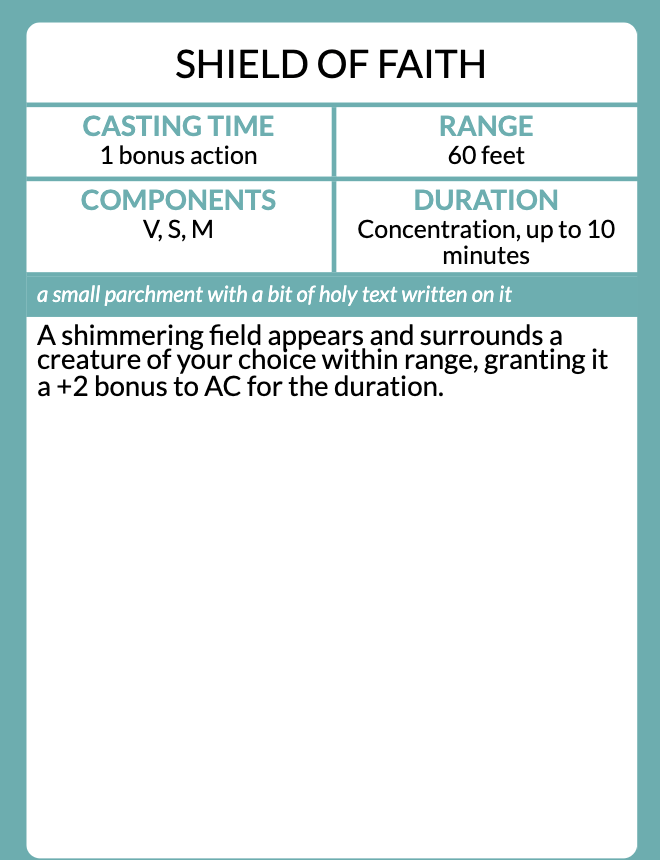 SHIELD OF FAITH
CASTING TIME
1 bonus action
RANGE
60 feet
COMPONENTS
V, S, M
DURATION
Concentration, up to 10
minutes
a small parchment with a bit of holy text written on it
A shimmering field appears and surrounds a
creature of your choice within range, granting it
a +2 bonus to AC for the duration.